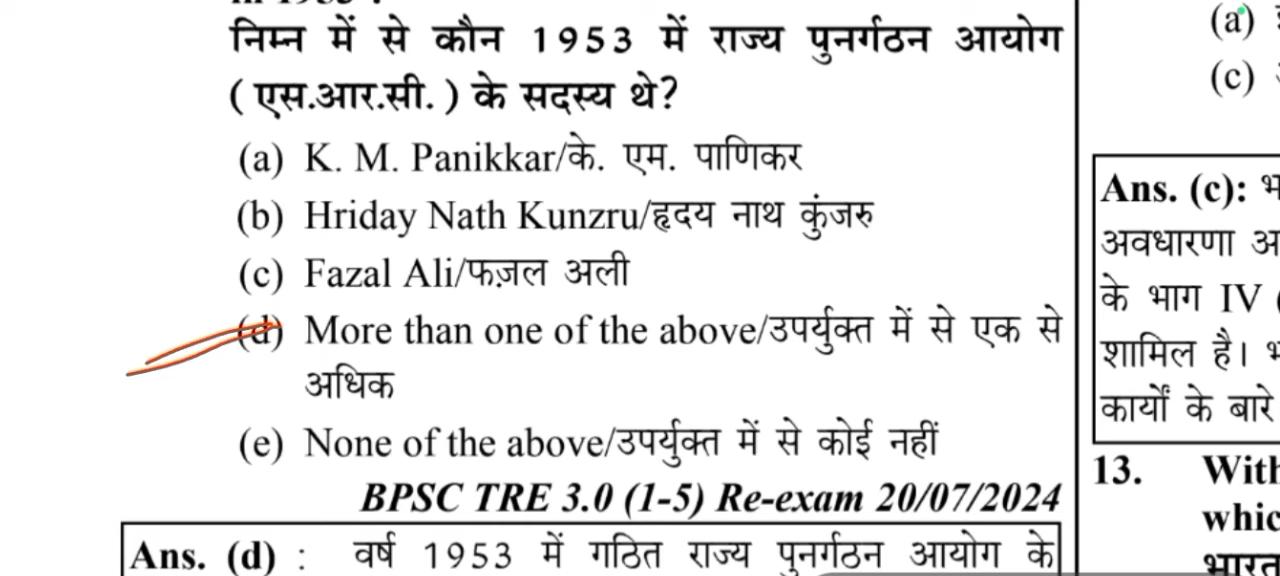 निम्न में से कौन 1953 में राज्य पुनर्गठन आयोग
(एस.आर.सी.) के सदस्य थे?
(a) K. M. Panikkar/के. एम. पाणिकर
(b) Hriday Nath Kunzru/हृदय नाथ कुंजरु
(c) Fazal Ali/फज़ल अली
(d) More than one of the above/उपर्युक्त में से एक से
अधिक
(e) None of the above/उपर्युक्त में से कोई नहीं
BPSC TRE 3.0 (1-5) Re-exam 20/07/2024
Ans. (d) : वर्ष 1953 में गठित राज्य पुनर्गठन आयोग के
(a)
(c)
Ans. (c):
अवधारणा
के भाग IV
शामिल है।
कार्यों के बारे
13. With